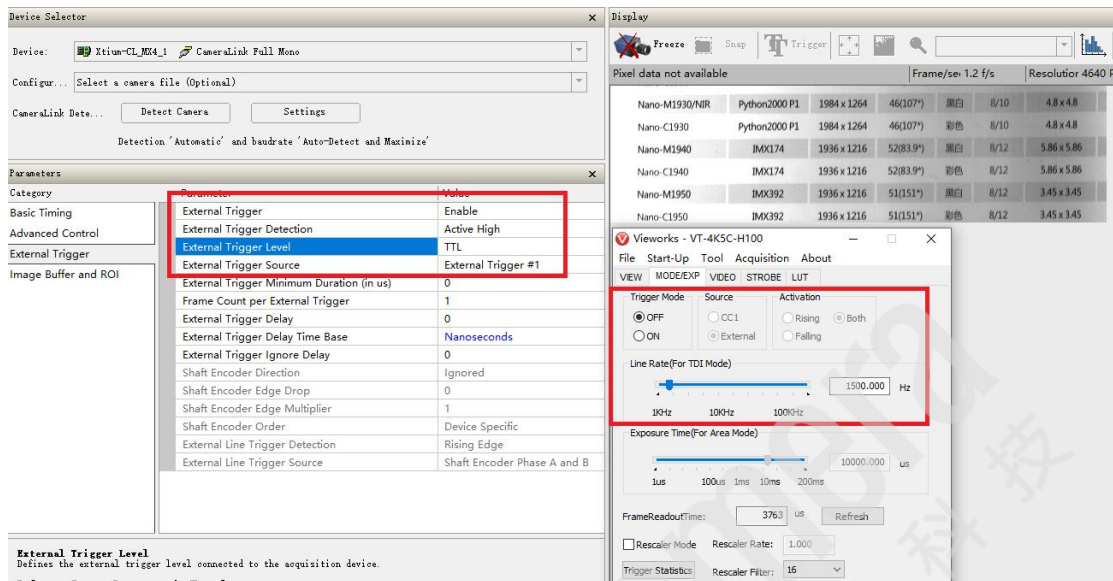 Device Selector
Device: Xtium-CL_MX4_1 CameraLink Full Mono
Configur... Select a camera file (Optional)
CameraLink Dete... Detect Camera Settings
Detection 'Automatic' and baudrate 'Auto-Detect and Maximize'
Parameters
Category Parameter Value
Basic Timing
Advanced Control
External Trigger
Image Buffer and ROI
External Trigger Enable
External Trigger Detection Active High
External Trigger Level TTL
External Trigger Source External Trigger #1
External Trigger Minimum Duration (in us) 0
Frame Count per External Trigger 1
External Trigger Delay 0
External Trigger Delay Time Base Nanoseconds
External Trigger Ignore Delay 0
Shaft Encoder Direction Ignored
Shaft Encoder Edge Drop 0
Shaft Encoder Edge Multiplier 1
Shaft Encoder Order Device Specific
External Line Trigger Detection Rising Edge
External Line Trigger Source Shaft Encoder Phase A and B
External Trigger Level
Defines the external trigger level connected to the acquisition device.
Display
Freeze Snap Trigger
Pixel data not available Frame/sec 1.2 f/s Resolutior 4640 P
Nano-M1930/NIR Python2000 P1 1984 x 1264 46(107*) 黑白 8/10 4.8 x 4.8
Nano-C1930 Python2000 P1 1984 x 1264 46(107*) 彩色 8/10 4.8 x 4.8
Nano-M1940 IMX174 1936 x 1216 52(83.9*) 黑白 8/12 5.86 x 5.86
Nano-C1940 IMX174 1936 x 1216 52(83.9*) 彩色 8/12 5.86 x 5.86
Nano-M1950 IMX392 1936 x 1216 51(151*) 黑白 8/12 3.45 x 3.45
Nano-C1950 IMX392 1936 x 1216 51(151*) 彩色 8/12 3.45 x 3.45
Vieworks - VT-4K5C-H100
File Start-Up Tool Acquisition About
VIEW MODE/EXP VIDEO STROBE LUT
Trigger Mode Source Activation
OFF CC1 Rising Both
ON External Falling
Line Rate(For TDI Mode)
1500.000 Hz
1KHz 10KHz 100KHz
Exposure Time(For Area Mode)
10000.000 us
1us 100us 1ms 10ms 200ms
FrameReadoutTime: 3763 us Refresh
Rescaler Mode Rescaler Rate: 1.000
Trigger Statistics Rescaler Filter: 16
mera
科技